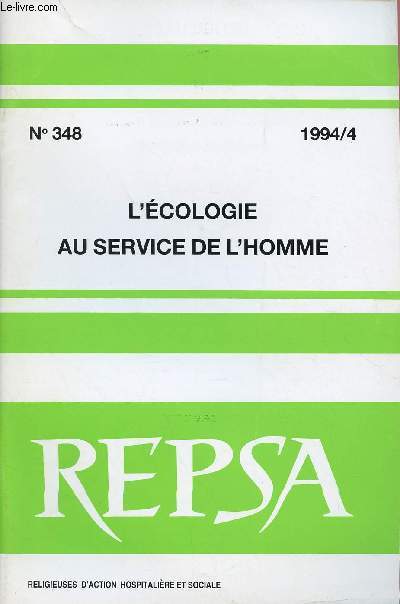 Le-livre.com
N° 348 1994/4
L'ÉCOLOGIE
AU SERVICE DE L'HOMME
REPSA
RELIGIEUSES D'ACTION HOSPITALIÈRE ET SOCIALE